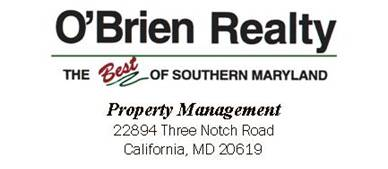 O'Brien Realty
THE Best OF SOUTHERN MARYLAND
Property Management
22894 Three Notch Road
California, MD 20619